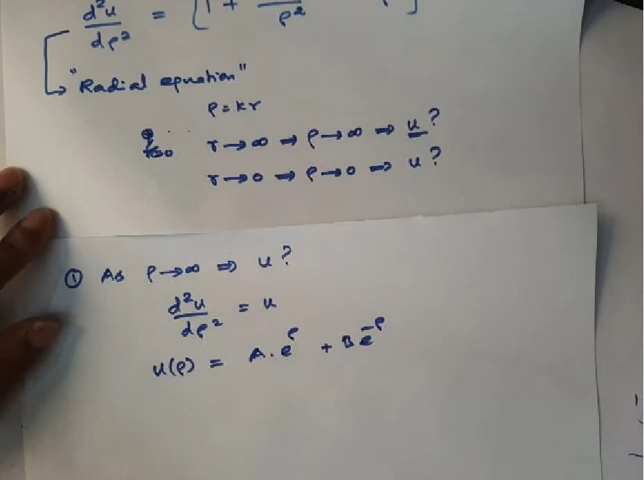 d²u/dρ² = [1 + /ρ² ]
"Radial equation"
ρ = kr
r → ∞ ⇒ ρ → ∞ ⇒ u?
r → 0 ⇒ ρ → 0 ⇒ u?
① As ρ → ∞ ⇒ u?
d²u/dρ² = u
u(ρ) = A.e^ρ + Be^-ρ